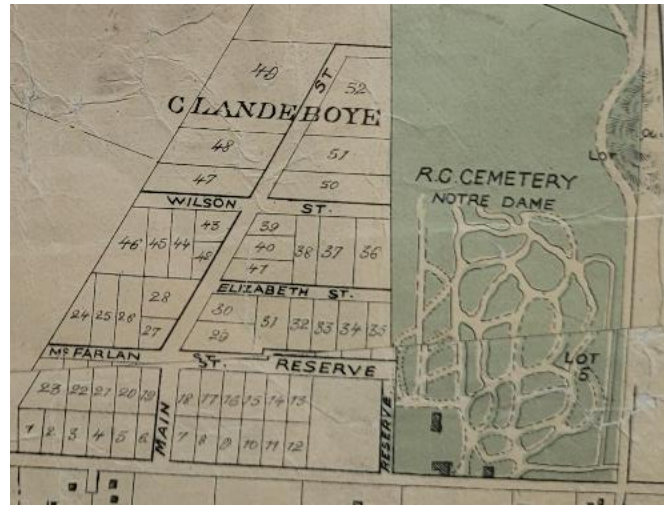 49
ST
52
CLANDEBOYE
48
51
47
50
R.C. CEMETERY
NOTRE DAME
LOT
WILSON ST.
46 45 44 43
39
40 38 37 36
41
ELIZABETH ST.
24 25 26 28
27
30
29 31 32 33 34 35
McFARLAN ST. RESERVE
LOT
5
23 22 21 20 19
18 17 16 15 14 13
MAIN
RESERVE
1 2 3 4 5 6
7 8 9 10 11 12